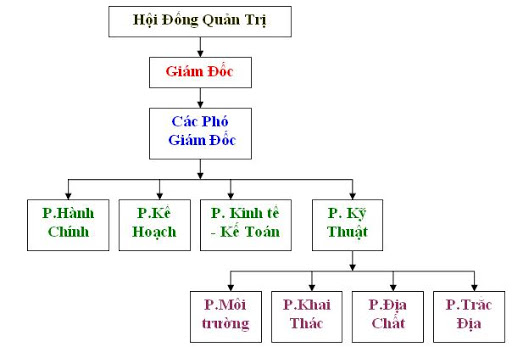 Hội Đồng Quản Trị
Giám Đốc
Các Phó
Giám Đốc
P.Hành
Chính
P.Kế
Hoạch
P. Kinh tế
- Kế Toán
P. Kỹ
Thuật
P.Môi
trường
P.Khai
Thác
P.Địa
Chất
P.Trắc
Địa